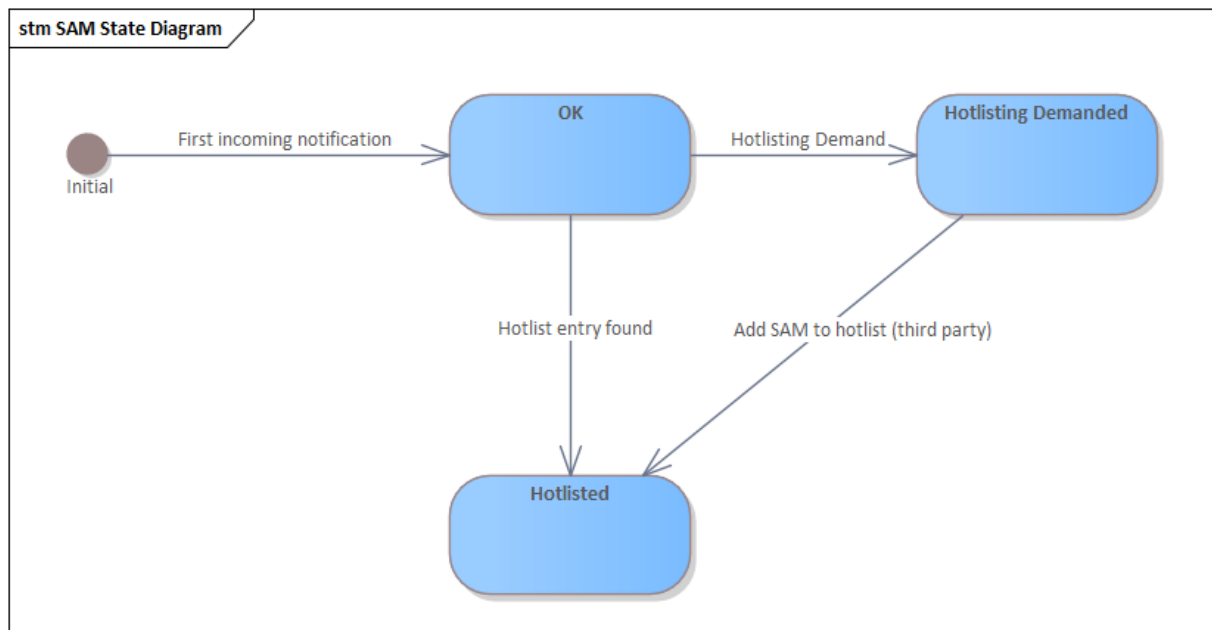 stm SAM State Diagram
OK
Hotlisting Demanded
First incoming notification
Hotlisting Demand
Initial
Hotlist entry found
Add SAM to hotlist (third party)
Hotlisted